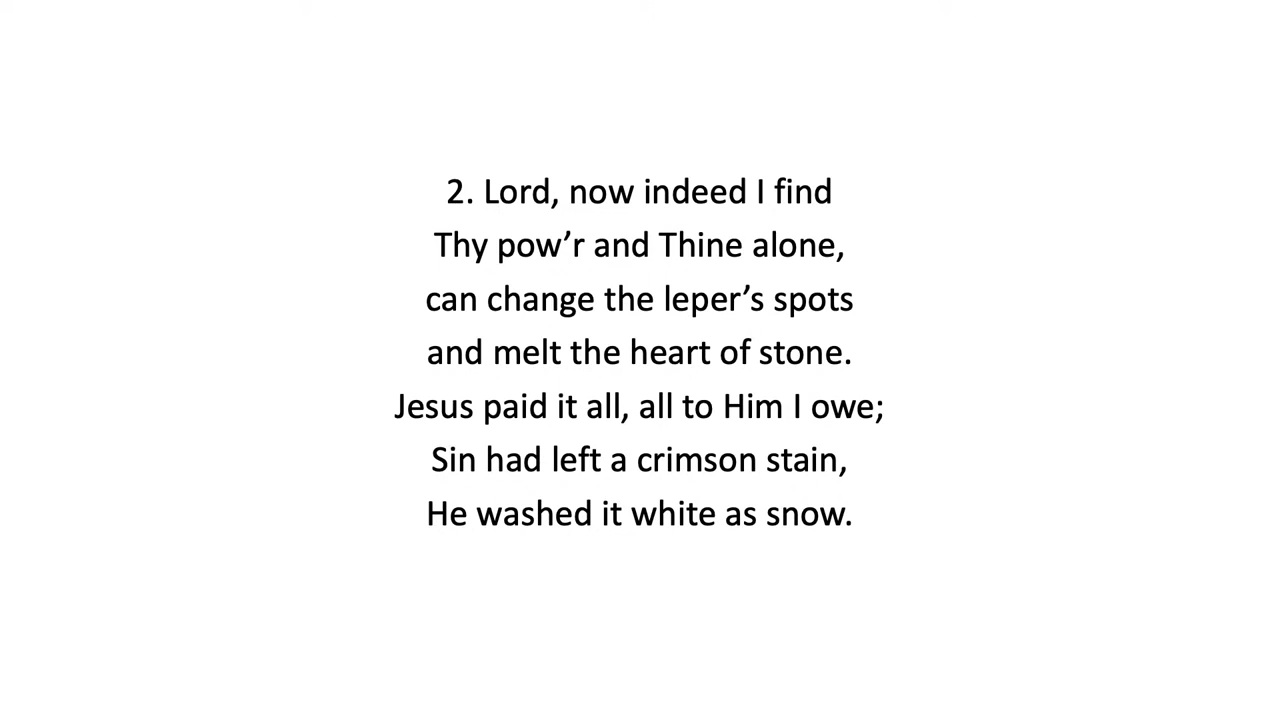 2. Lord, now indeed I find
Thy pow’r and Thine alone,
can change the leper’s spots
and melt the heart of stone.
Jesus paid it all, all to Him I owe;
Sin had left a crimson stain,
He washed it white as snow.